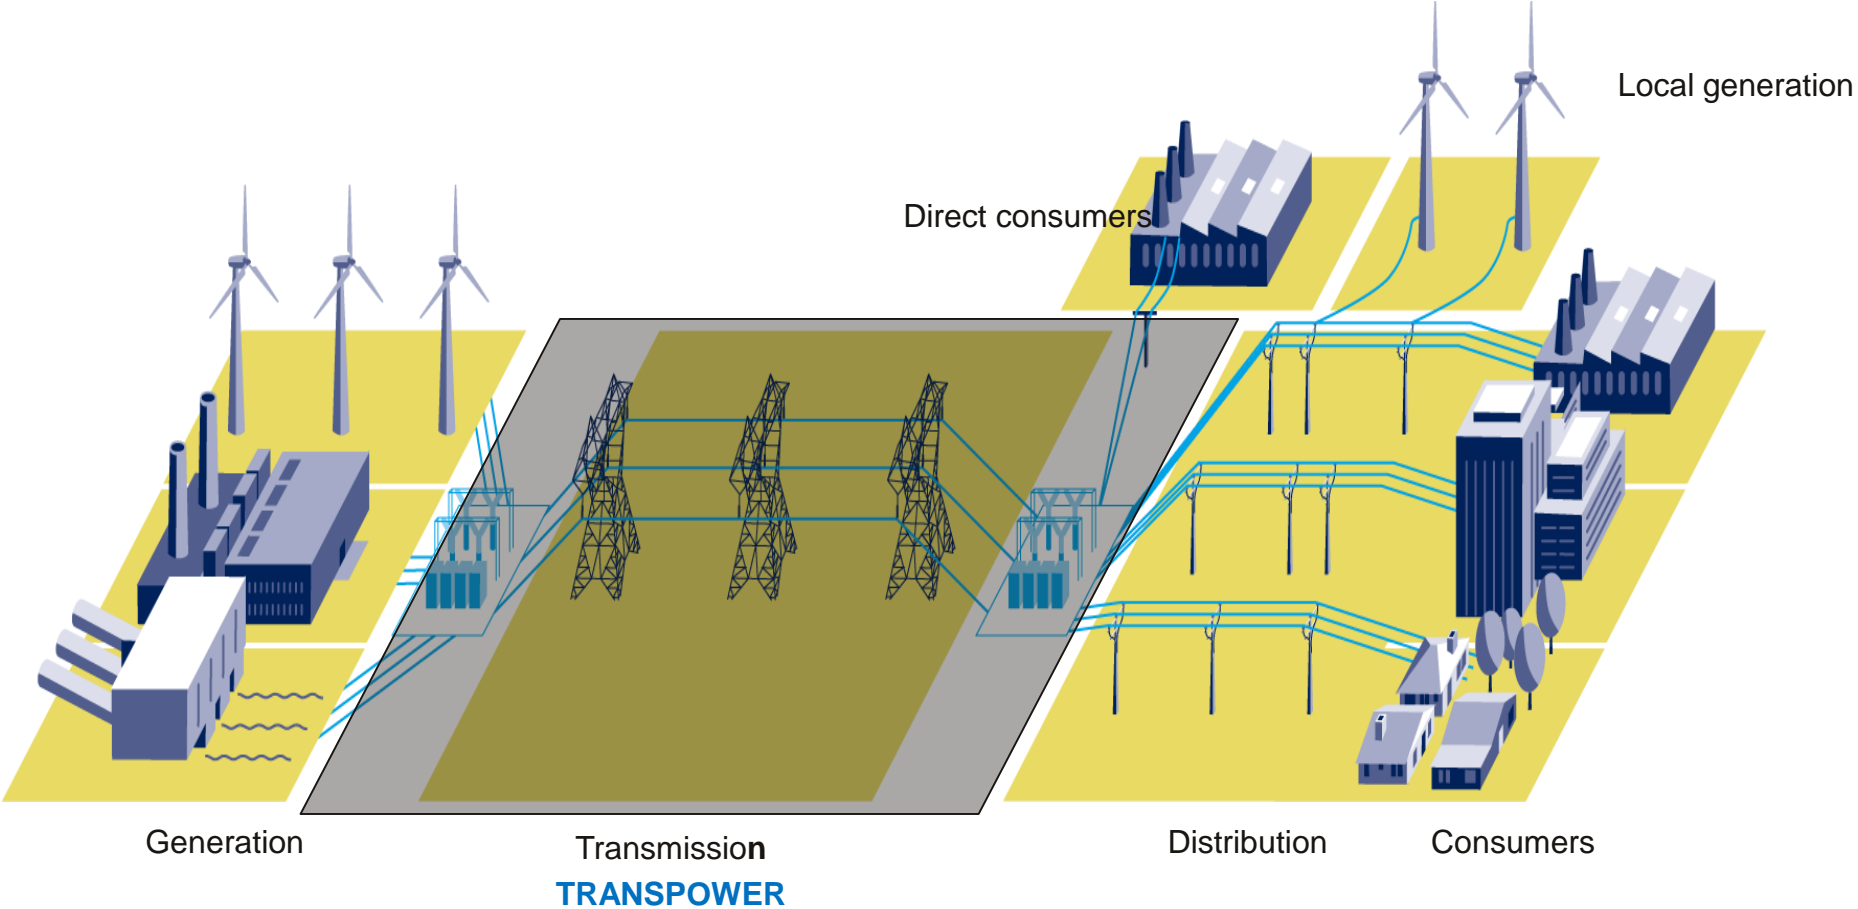 Local generation
Direct consumers
Generation
Transmission
TRANSPOWER
Distribution
Consumers